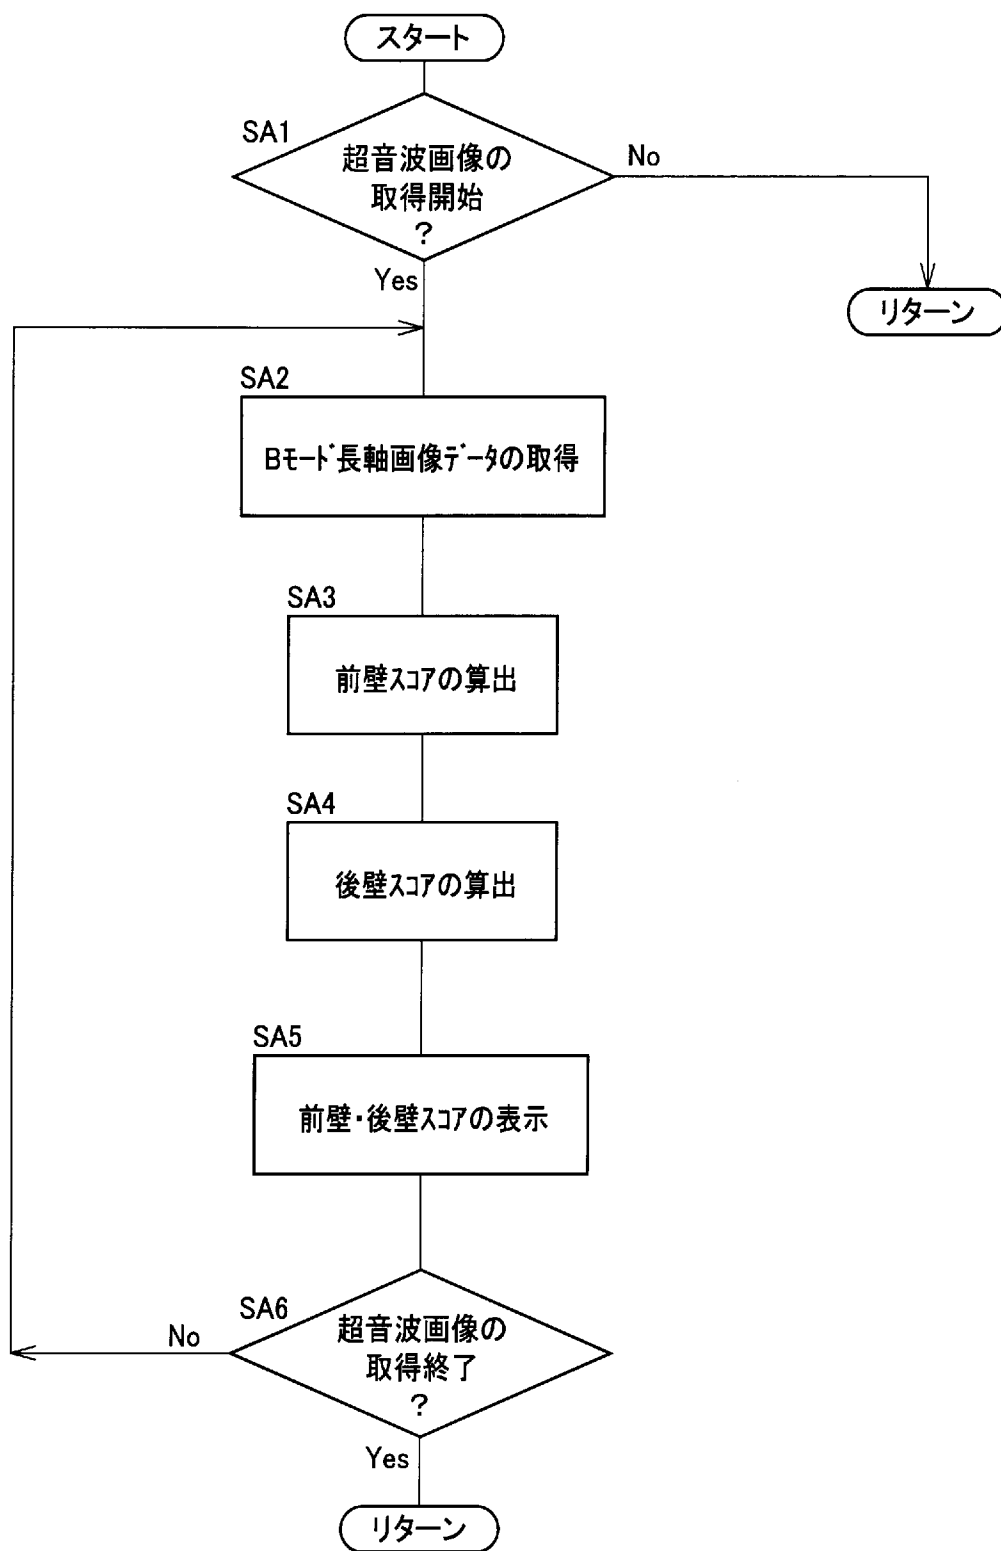 スタート
SA1
超音波画像の
取得開始
?
No
Yes
リターン
SA2
Bﾓｰﾄﾞ長軸画像ﾃﾞｰﾀの取得
SA3
前壁ｽｺｱの算出
SA4
後壁ｽｺｱの算出
SA5
前壁・後壁ｽｺｱの表示
SA6
超音波画像の
取得終了
?
No
Yes
リターン